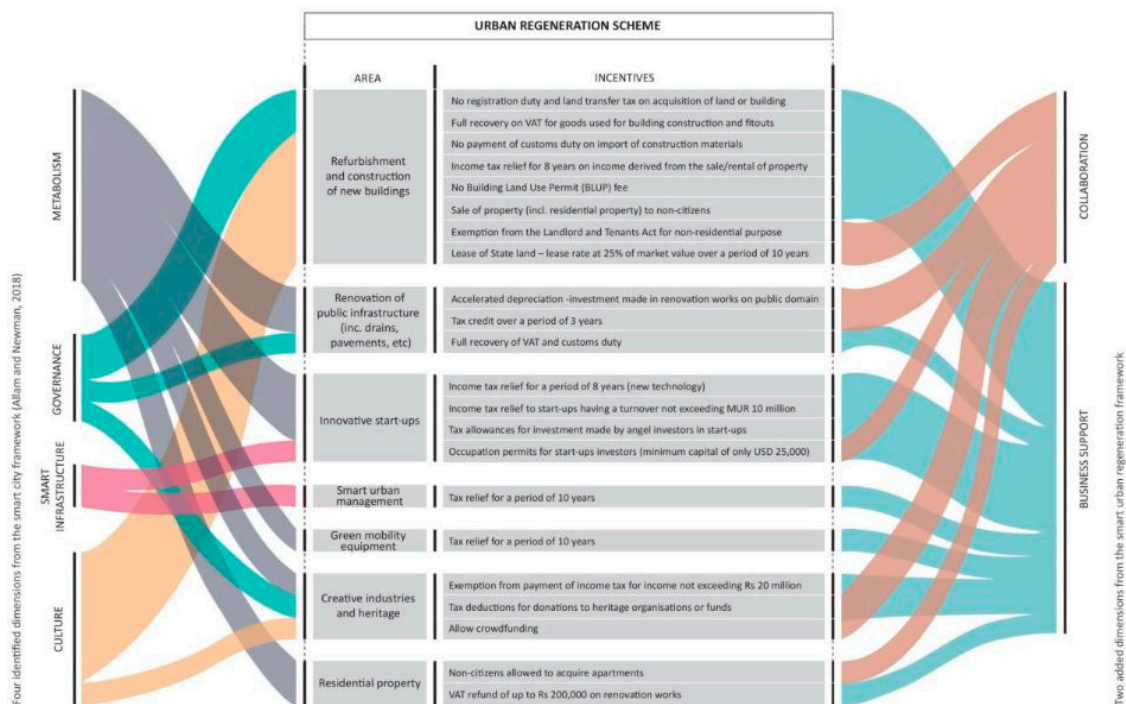 URBAN REGENERATION SCHEME
AREA
INCENTIVES
Four identified dimensions from the smart city framework (Allam and Newman, 2018)
METABOLISM
GOVERNANCE
SMART
INFRASTRUCTURE
CULTURE
Refurbishment
and construction
of new buildings
No registration duty and land transfer tax on acquisition of land or building
Full recovery on VAT for goods used for building construction and fitouts
No payment of customs duty on import of construction materials
Income tax relief for 8 years on income derived from the sale/rental of property
No Building Land Use Permit (BLUP) fee
Sale of property (incl. residential property) to non-citizens
Exemption from the Landlord and Tenants Act for non-residential purpose
Lease of State land – lease rate at 25% of market value over a period of 10 years
Renovation of
public infrastructure
(inc. drains,
pavements, etc)
Accelerated depreciation -investment made in renovation works on public domain
Tax credit over a period of 3 years
Full recovery of VAT and customs duty
Innovative start-ups
Income tax relief for a period of 8 years (new technology)
Income tax relief to start-ups having a turnover not exceeding MUR 10 million
Tax allowances for investment made by angel investors in start-ups
Occupation permits for start-ups investors (minimum capital of only USD 25,000)
Smart urban
management
Tax relief for a period of 10 years
Green mobility
equipment
Tax relief for a period of 10 years
Creative industries
and heritage
Exemption from payment of income tax for income not exceeding Rs 20 million
Tax deductions for donations to heritage organisations or funds
Allow crowdfunding
Residential property
Non-citizens allowed to acquire apartments
VAT refund of up to Rs 200,000 on renovation works
COLLABORATION
BUSINESS SUPPORT
Two added dimensions from the smart urban regeneration framework